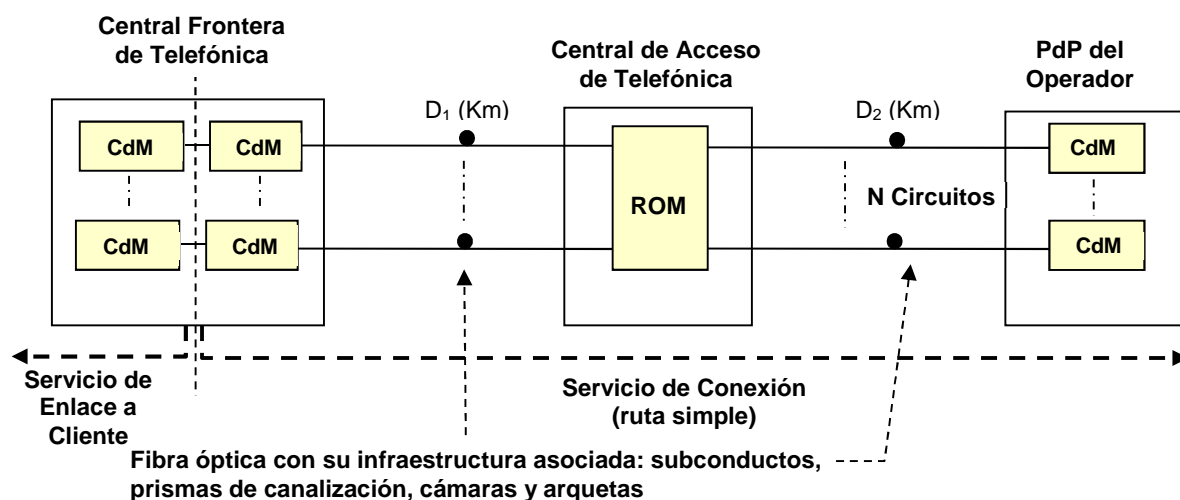 Central Frontera
de Telefónica
Central de Acceso
de Telefónica
PdP del
Operador
D1 (Km)
D2 (Km)
CdM
CdM
CdM
ROM
N Circuitos
CdM
CdM
CdM
Servicio de
Enlace a
Cliente
Servicio de Conexión
(ruta simple)
Fibra óptica con su infraestructura asociada: subconductos,
prismas de canalización, cámaras y arquetas